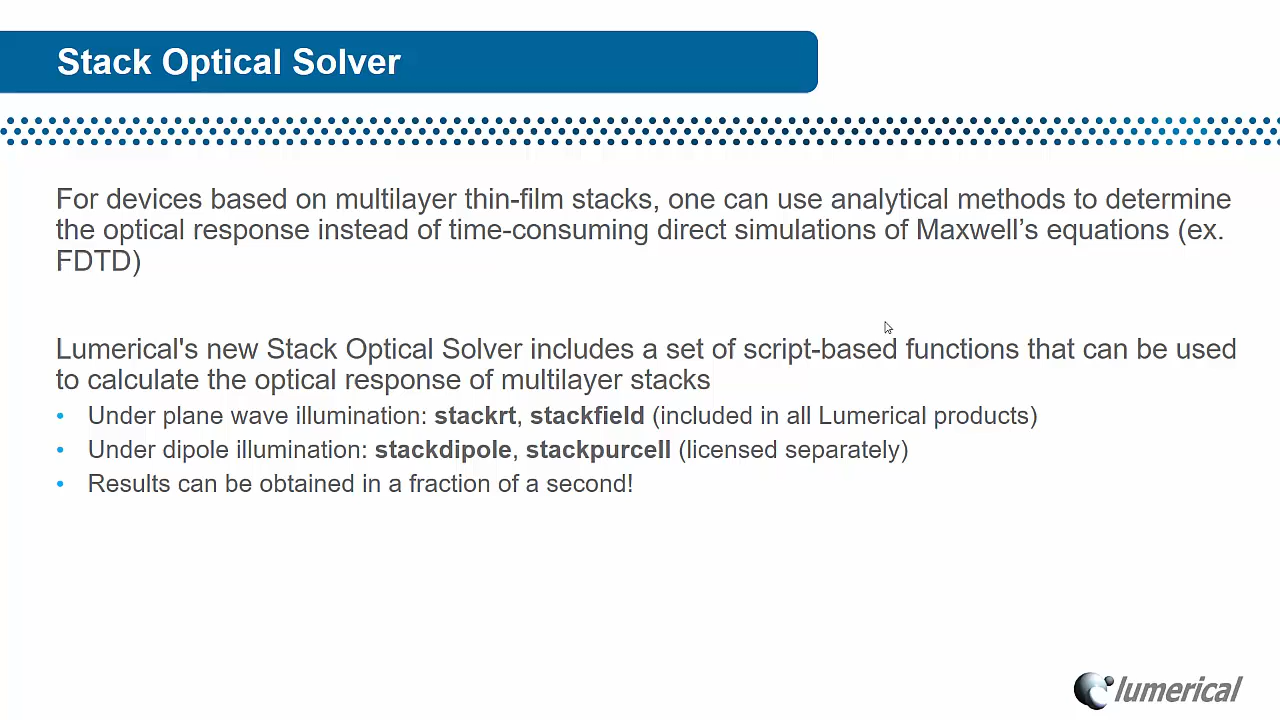 Stack Optical Solver
For devices based on multilayer thin-film stacks, one can use analytical methods to determine
the optical response instead of time-consuming direct simulations of Maxwell’s equations (ex.
FDTD)
Lumerical's new Stack Optical Solver includes a set of script-based functions that can be used
to calculate the optical response of multilayer stacks
• Under plane wave illumination: stackrt, stackfield (included in all Lumerical products)
• Under dipole illumination: stackdipole, stackpurcell (licensed separately)
• Results can be obtained in a fraction of a second!
lumerical